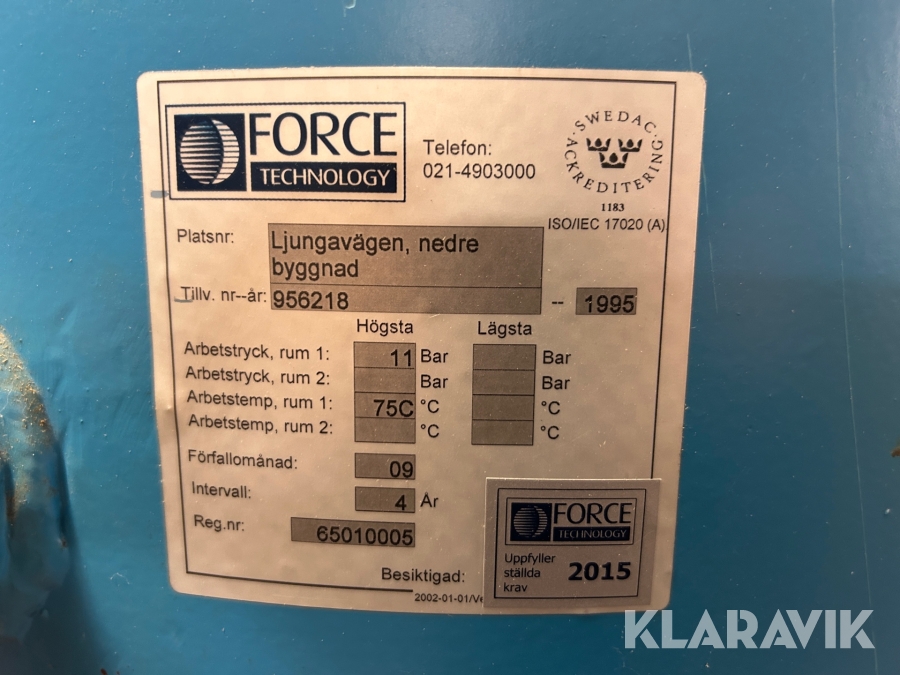 FORCE
TECHNOLOGY
Telefon:
021-4903000
SWEDAC
ACKREDITERING
1183
ISO/IEC 17020 (A)
Platsnr: Ljungavägen, nedre
byggnad
Tillv. nr--år: 956218 -- 1995
Högsta Lägsta
Arbetstryck, rum 1: 11 Bar Bar
Arbetstryck, rum 2: Bar Bar
Arbetstemp, rum 1: 75C °C °C
Arbetstemp, rum 2: °C °C
Förfallomånad: 09
Intervall: 4 År
Reg.nr: 65010005
Besiktigad:
2002-01-01/Ve
FORCE
TECHNOLOGY
Uppfyller
ställda
krav
2015
KLARAVIK